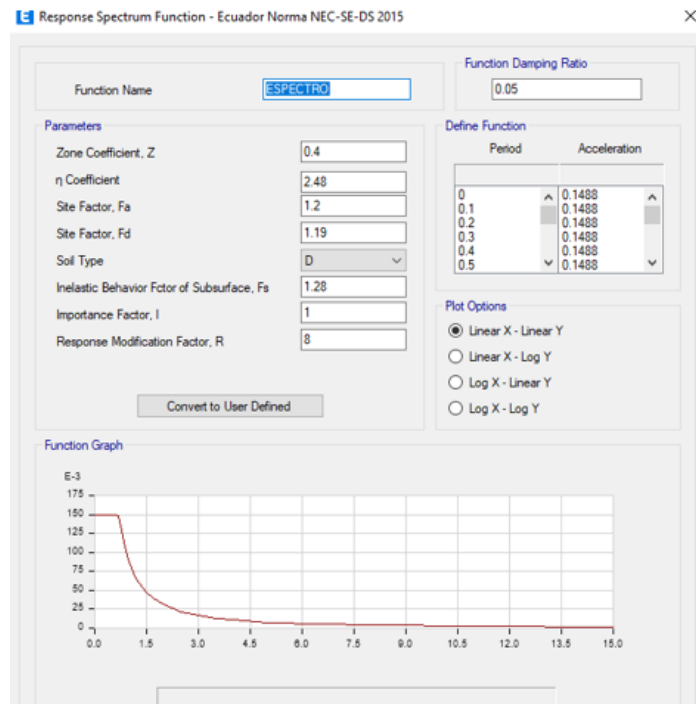 E Response Spectrum Function - Ecuador Norma NEC-SE-DS 2015
Function Name ESPECTRO
Function Damping Ratio
0.05
Parameters
Zone Coefficient, Z 0.4
η Coefficient 2.48
Site Factor, Fa 1.2
Site Factor, Fd 1.19
Soil Type D
Inelastic Behavior Fctor of Subsurface, Fs 1.28
Importance Factor, I 1
Response Modification Factor, R 8
Convert to User Defined
Define Function
Period Acceleration
0 0.1488
0.1 0.1488
0.2 0.1488
0.3 0.1488
0.4 0.1488
0.5 0.1488
Plot Options
Linear X - Linear Y
Linear X - Log Y
Log X - Linear Y
Log X - Log Y
Function Graph
E-3
175
150
125
100
75
50
25
0
0.0 1.5 3.0 4.5 6.0 7.5 9.0 10.5 12.0 13.5 15.0